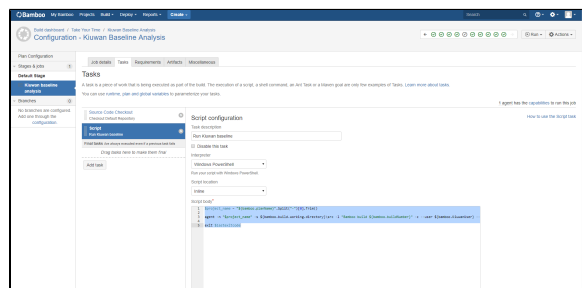 Bamboo My Bamboo Projects Build Deploy Reports Create Search
Build dashboard / Take Your Time / Kiuwan Baseline Analysis
Configuration - Kiuwan Baseline Analysis
Run Actions
Plan Configuration
Stages & jobs
Default Stage
Kiuwan baseline
analysis
Branches
No branches are configured.
Add one through the
configuration.
Job details Tasks Requirements Artifacts Miscellaneous
Tasks
A task is a piece of work that is being executed as part of the build. The execution of a script, a shell command, an Ant Task or a Maven goal are only few examples of Tasks. Learn more about tasks.
You can use runtime, plan and global variables to parameterize your tasks.
1 agent has the capabilities to run this job
Source Code Checkout
Checkout Default Repository
Script
Run Kiuwan baseline
Final tasks Are always executed even if a previous task fails
Drag tasks here to make them final
Add task
Script configuration
How to use the Script task
Task description
Run Kiuwan baseline
Disable this task
Interpreter
Windows PowerShell
Run your script with Windows PowerShell
Script location
Inline
Script body*